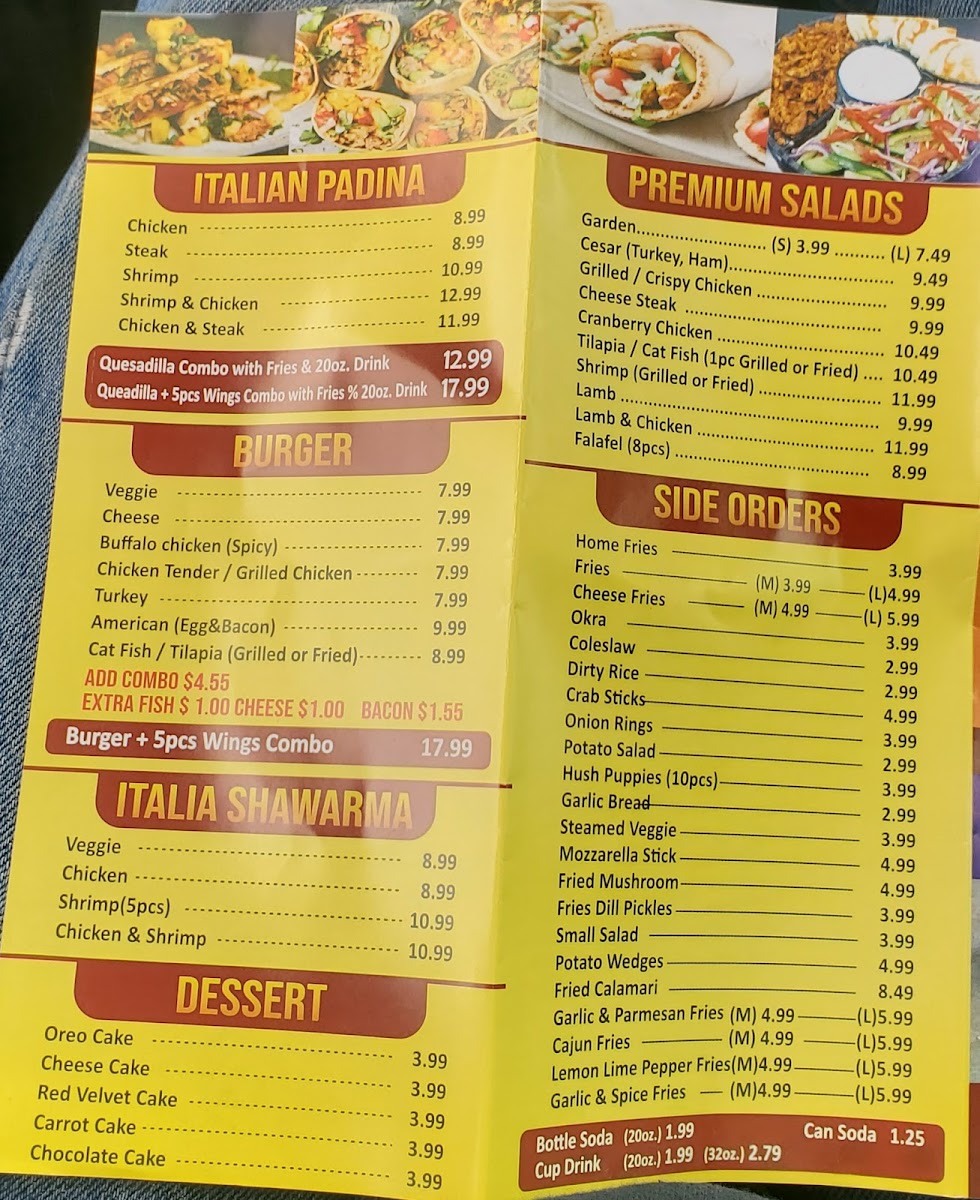 ITALIAN PADINA
Chicken 8.99
Steak 8.99
Shrimp 10.99
Shrimp & Chicken 12.99
Chicken & Steak 11.99
Quesadilla Combo with Fries & 20oz. Drink 12.99
Queadilla + 5pcs Wings Combo with Fries % 20oz. Drink 17.99
BURGER
Veggie 7.99
Cheese 7.99
Buffalo chicken (Spicy) 7.99
Chicken Tender / Grilled Chicken 7.99
Turkey 7.99
American (Egg&Bacon) 9.99
Cat Fish / Tilapia (Grilled or Fried) 8.99
ADD COMBO $4.55
EXTRA FISH $ 1.00 CHEESE $1.00 BACON $1.55
Burger + 5pcs Wings Combo 17.99
ITALIA SHAWARMA
Veggie 8.99
Chicken 8.99
Shrimp(5pcs) 10.99
Chicken & Shrimp 10.99
DESSERT
Oreo Cake 3.99
Cheese Cake 3.99
Red Velvet Cake 3.99
Carrot Cake 3.99
Chocolate Cake 3.99
PREMIUM SALADS
Garden (S) 3.99 (L) 7.49
Cesar (Turkey, Ham) 9.49
Grilled / Crispy Chicken 9.99
Cheese Steak 9.99
Cranberry Chicken 10.49
Tilapia / Cat Fish (1pc Grilled or Fried) 10.49
Shrimp (Grilled or Fried) 11.99
Lamb 9.99
Lamb & Chicken 11.99
Falafel (8pcs) 8.99
SIDE ORDERS
Home Fries 3.99
Fries (M) 3.99 (L)4.99
Cheese Fries (M) 4.99 (L) 5.99
Okra 3.99
Coleslaw 2.99
Dirty Rice 2.99
Crab Sticks 4.99
Onion Rings 3.99
Potato Salad 2.99
Hush Puppies (10pcs) 3.99
Garlic Bread 2.99
Steamed Veggie 3.99
Mozzarella Stick 4.99
Fried Mushroom 4.99
Fries Dill Pickles 3.99
Small Salad 3.99
Potato Wedges 4.99
Fried Calamari 8.49
Garlic & Parmesan Fries (M) 4.99 (L)5.99
Cajun Fries (M) 4.99 (L)5.99
Lemon Lime Pepper Fries(M)4.99 (L)5.99
Garlic & Spice Fries (M)4.99 (L)5.99
Bottle Soda (20oz.) 1.99 Can Soda 1.25
Cup Drink (20oz.) 1.99 (32oz.) 2.79